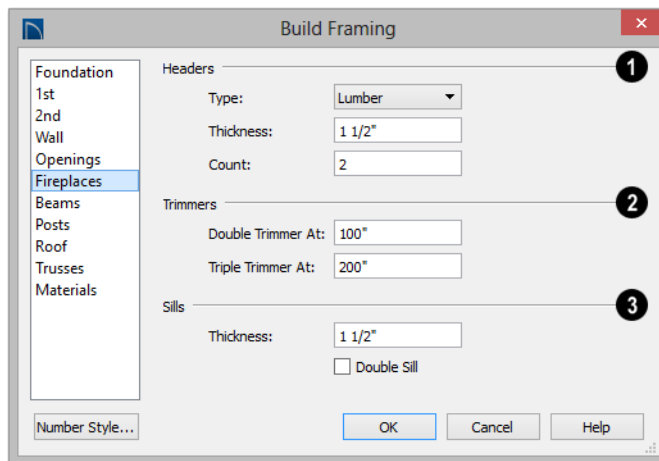 Build Framing
Foundation
1st
2nd
Wall
Openings
Fireplaces
Beams
Posts
Roof
Trusses
Materials
Number Style...
Headers 1
Type: Lumber
Thickness: 1 1/2"
Count: 2
Trimmers 2
Double Trimmer At: 100"
Triple Trimmer At: 200"
Sills 3
Thickness: 1 1/2"
Double Sill
OK Cancel Help